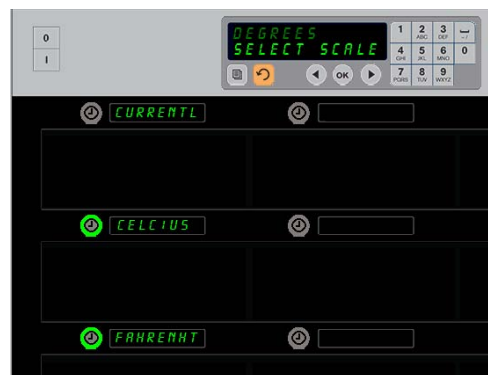 0
I
DEGREES
SELECT SCALE
1 2 ABC 3 DEF -/
4 GHI 5 JKL 6 MNO 0
7 PQRS 8 TUV 9 WXYZ
OK
CURRENTL
CELCIUS
FAHRENHT